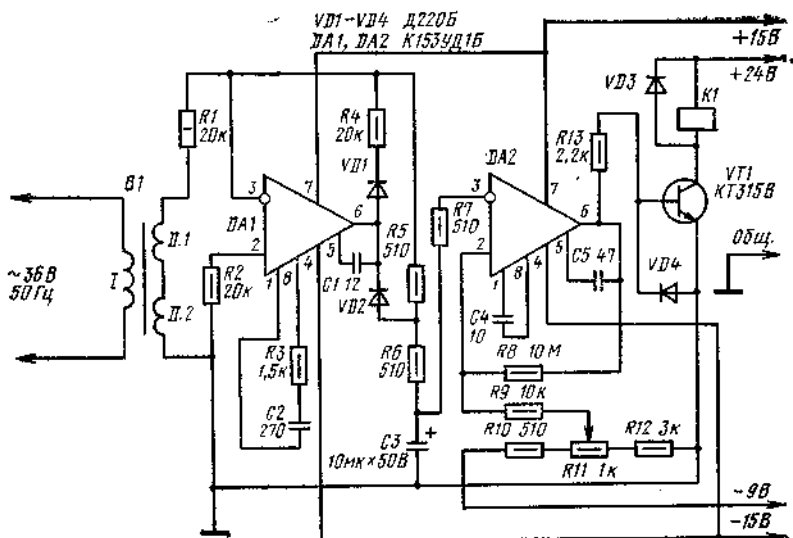 VD1-VD4 Д220Б
DA1, DA2 К153УД1Б
+15В
+24В
VD3
К1
R1
20к
R4
20к
VD1
R13
2,2к
VT1
КТ315В
В1
3
7
DA1
6
2
5
1
8
4
R5
510
R7
510
DA2
3
7
6
2
5
1
8
4
~36В
50Гц
I
II.1
II.2
R2
20к
C1 12
VD2
C5 47
Общ.
VD4
C4
10
R3
1,5к
R6
510
R8 10М
R9 10к
C2
270
R10 510
R12 3к
C3
+
10мк×50В
R11 1к
-9В
-15В